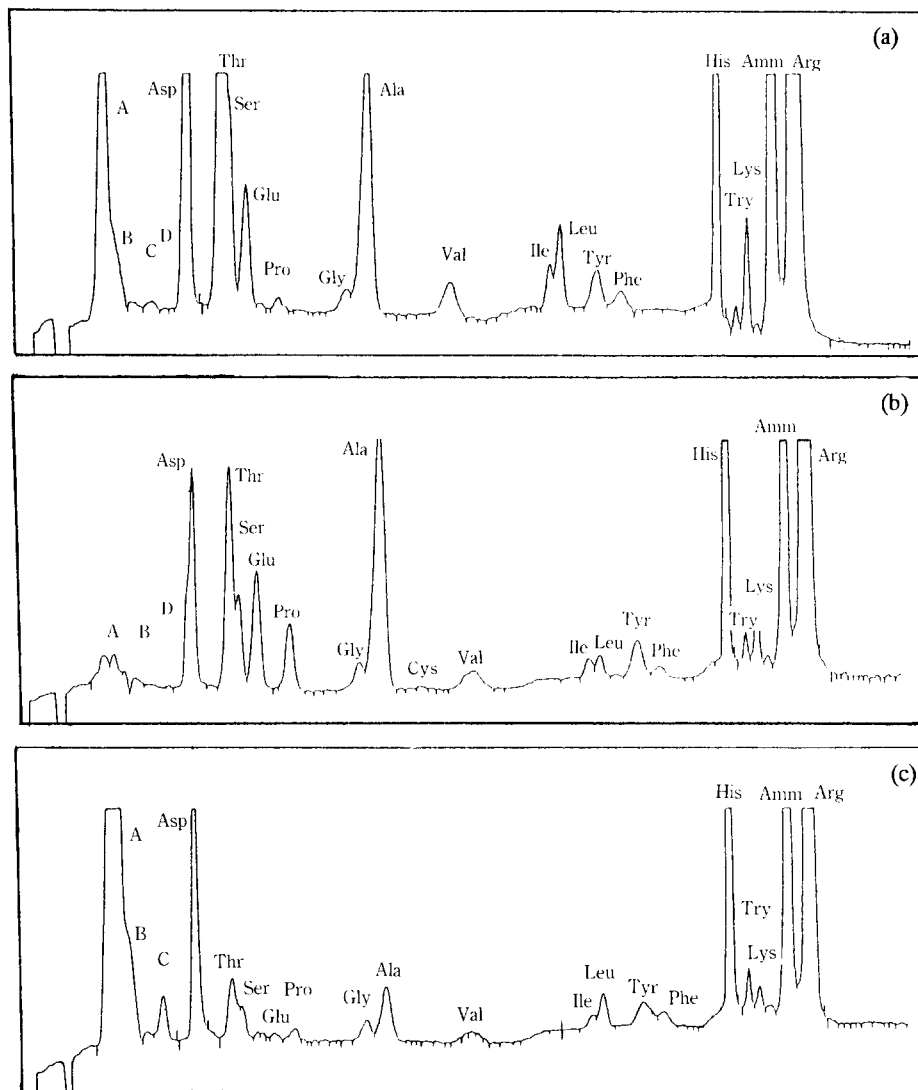 (a)
Thr
His Amm Arg
Asp
Ala
A
Ser
Lys
Glu
Try
B C D
Leu
Val
Ile
Tyr
Pro
Gly
Phe
(b)
Amm
Ala
His
Arg
Asp
Thr
Ser
Glu
Lys
D
Pro
Try
A B
Tyr
Gly
Ile Leu
Phe
Cys
Val
(c)
His Amm Arg
Asp
A
Try
B
C
Lys
Thr
Leu
Ser Pro
Gly
Ala
Tyr
Glu
Ile
Phe
Val